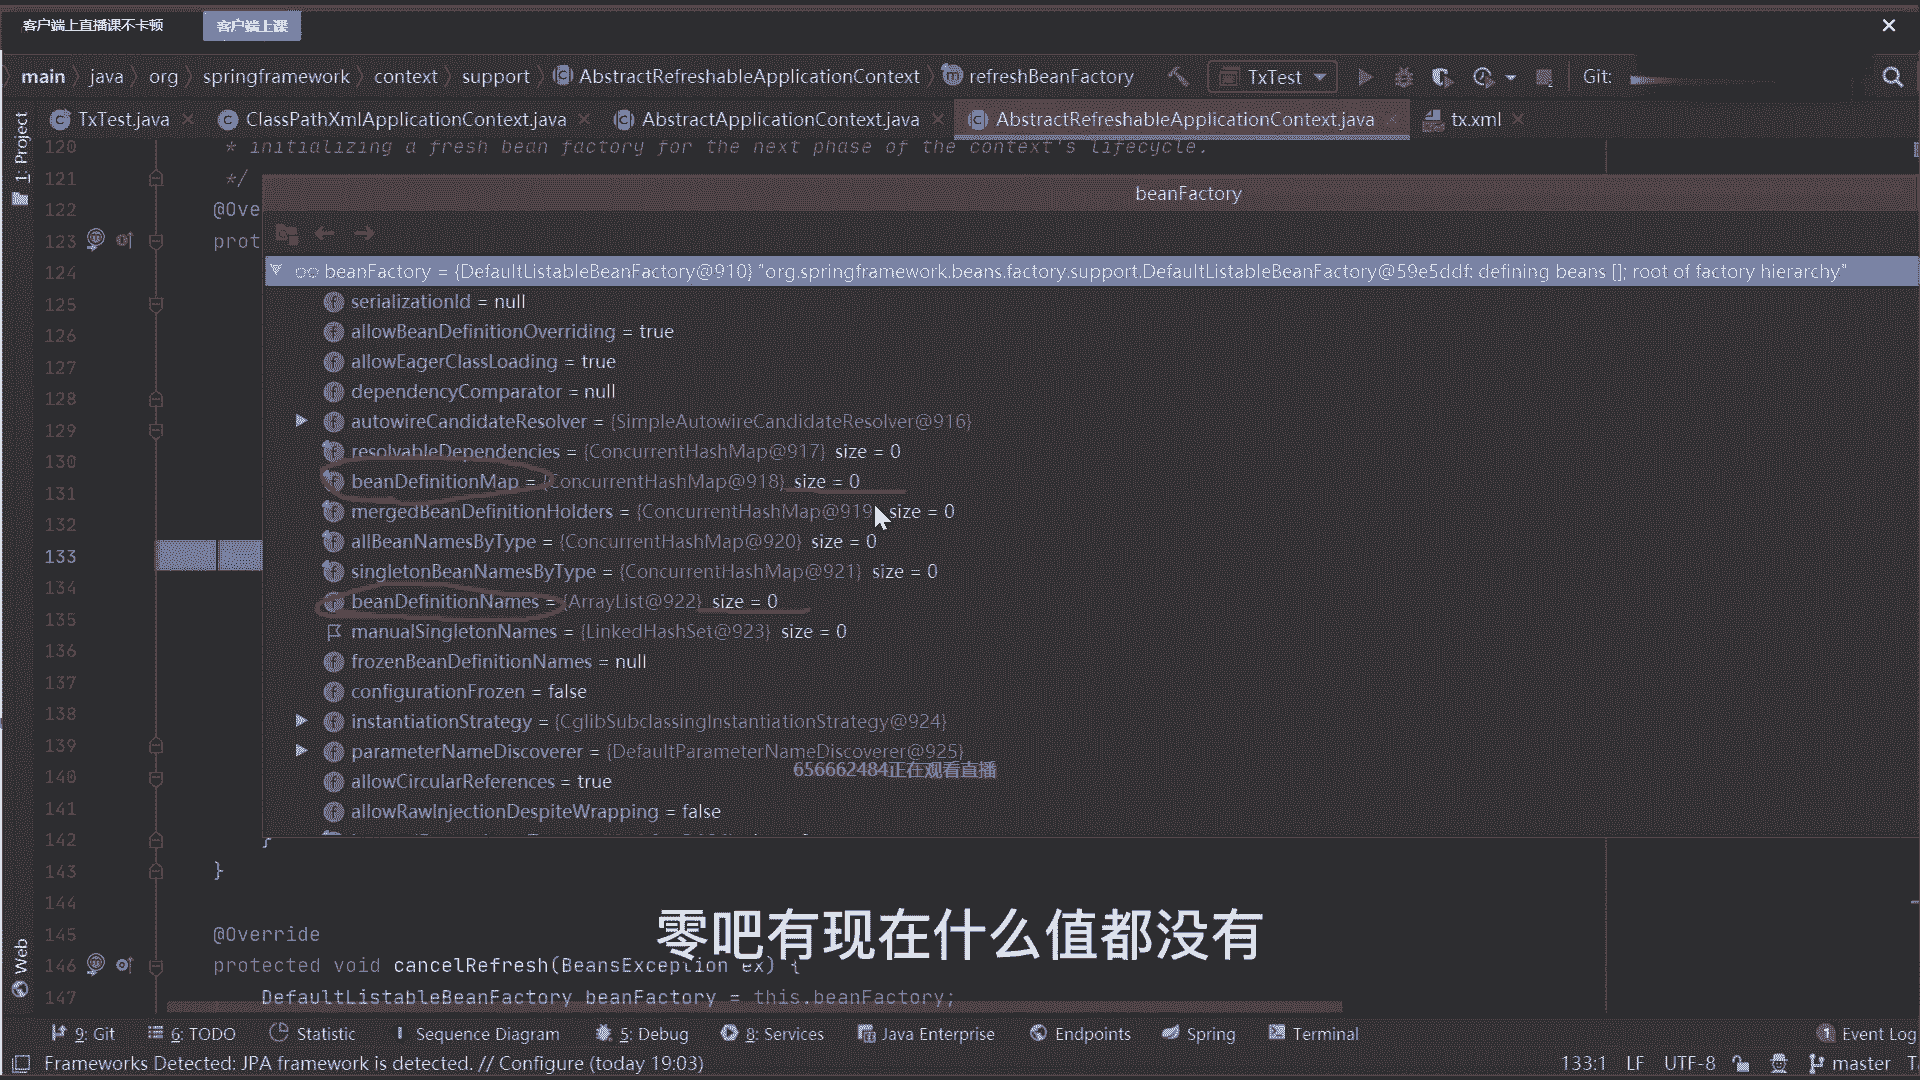 客户端上直播课不卡顿 客户端上课
main java org springframework context support AbstractRefreshableApplicationContext refreshBeanFactory TxTest Git:
TxTest.java ClassPathXmlApplicationContext.java AbstractApplicationContext.java AbstractRefreshableApplicationContext.java tx.xml
1: Project
120 * initializing a fresh bean factory for the next phase of the context's lifecycle.
121 */
beanFactory
122 @Ove
123 prot
124 beanFactory = {DefaultListableBeanFactory@910} "org.springframework.beans.factory.support.DefaultListableBeanFactory@59e5ddf: defining beans []; root of factory hierarchy"
serializationId = null
125
allowBeanDefinitionOverriding = true
126
allowEagerClassLoading = true
127
dependencyComparator = null
128
autowireCandidateResolver = {SimpleAutowireCandidateResolver@916}
129
resolvableDependencies = {ConcurrentHashMap@917} size = 0
130
beanDefinitionMap = {ConcurrentHashMap@918} size = 0
131
mergedBeanDefinitionHolders = {ConcurrentHashMap@919 size = 0
132
allBeanNamesByType = {ConcurrentHashMap@920} size = 0
133
singletonBeanNamesByType = {ConcurrentHashMap@921} size = 0
134
beanDefinitionNames = {ArrayList@922} size = 0
135
manualSingletonNames = {LinkedHashSet@923} size = 0
136
frozenBeanDefinitionNames = null
137
configurationFrozen = false
138
instantiationStrategy = {CglibSubclassingInstantiationStrategy@924}
139
parameterNameDiscoverer = {DefaultParameterNameDiscoverer@925}
656662484正在观看直播
140
allowCircularReferences = true
141
allowRawInjectionDespiteWrapping = false
142 }
143 }
144
零吧有现在什么值都没有
145 @Override
146 protected void cancelRefresh(BeansException ex) {
147 DefaultListableBeanFactory beanFactory = this.beanFactory;
Web
9: Git 6: TODO Statistic Sequence Diagram 5: Debug 8: Services Java Enterprise Endpoints Spring Terminal 1 Event Log
Frameworks Detected: JPA framework is detected. // Configure (today 19:03) 133:1 LF UTF-8 master